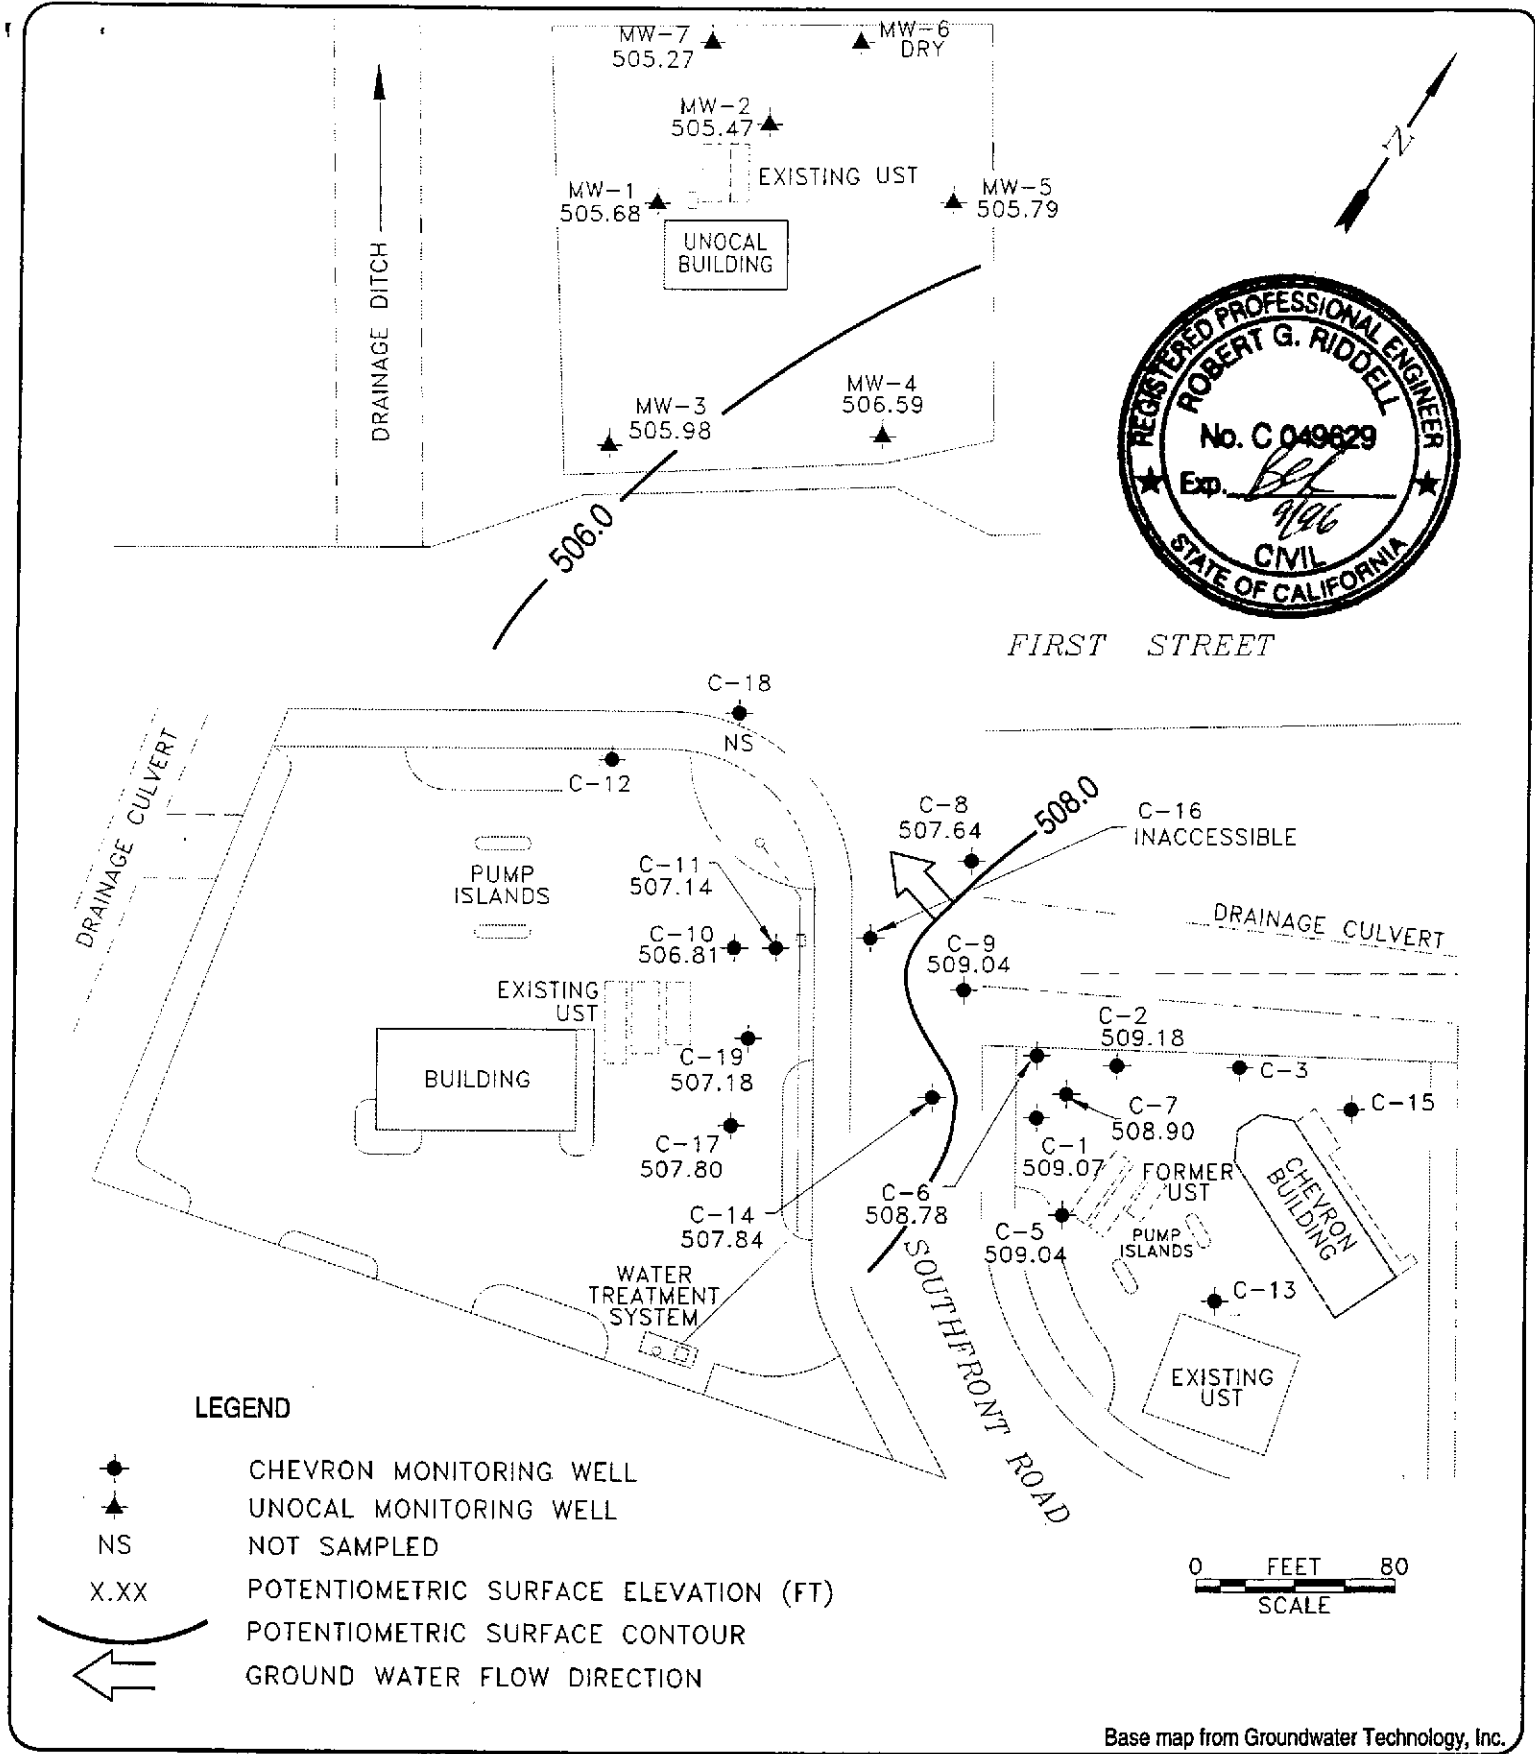 MW-7
505.27
MW-6
DRY
MW-2
505.47
EXISTING UST
MW-1
505.68
MW-5
505.79
UNOCAL
BUILDING
DRAINAGE DITCH
N
REGISTERED PROFESSIONAL ENGINEER
ROBERT G. RIDDELL
No. C 049629
Exp.
9/96
CIVIL
STATE OF CALIFORNIA
MW-3
505.98
MW-4
506.59
506.0
FIRST STREET
C-18
NS
C-12
DRAINAGE CULVERT
PUMP
ISLANDS
C-11
507.14
C-8
507.64
508.0
C-16
INACCESSIBLE
C-10
506.81
C-9
509.04
DRAINAGE CULVERT
EXISTING
UST
C-2
509.18
C-19
507.18
BUILDING
C-3
C-15
C-7
508.90
C-17
507.80
C-1
509.07
FORMER
UST
CHEVRON
BUILDING
C-6
508.78
C-14
507.84
C-5
509.04
PUMP
ISLANDS
WATER
TREATMENT
SYSTEM
C-13
SOUTHFRONT ROAD
EXISTING
UST
LEGEND
CHEVRON MONITORING WELL
UNOCAL MONITORING WELL
NS NOT SAMPLED
X.XX POTENTIOMETRIC SURFACE ELEVATION (FT)
POTENTIOMETRIC SURFACE CONTOUR
GROUND WATER FLOW DIRECTION
0 FEET 80
SCALE
Base map from Groundwater Technology, Inc.